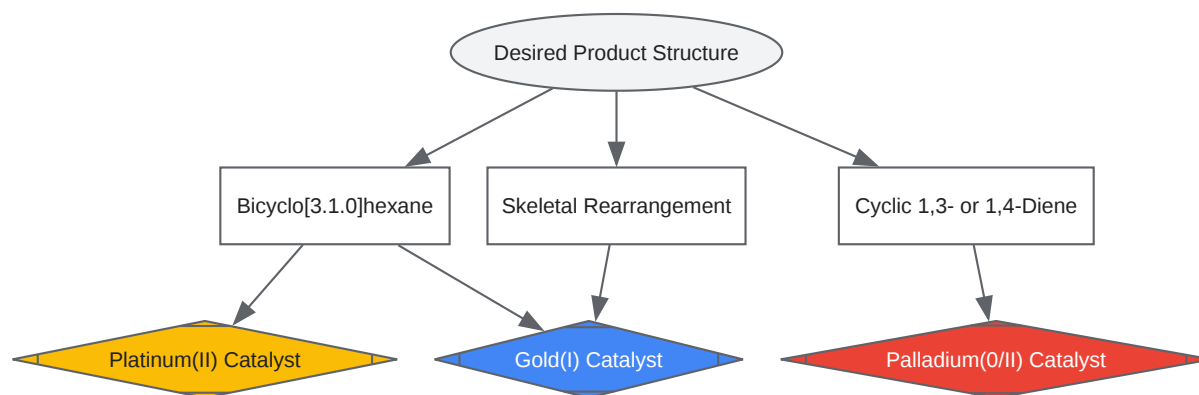 Desired Product Structure
Bicyclo[3.1.0]hexane
Skeletal Rearrangement
Cyclic 1,3- or 1,4-Diene
Platinum(II) Catalyst
Gold(I) Catalyst
Palladium(0/II) Catalyst